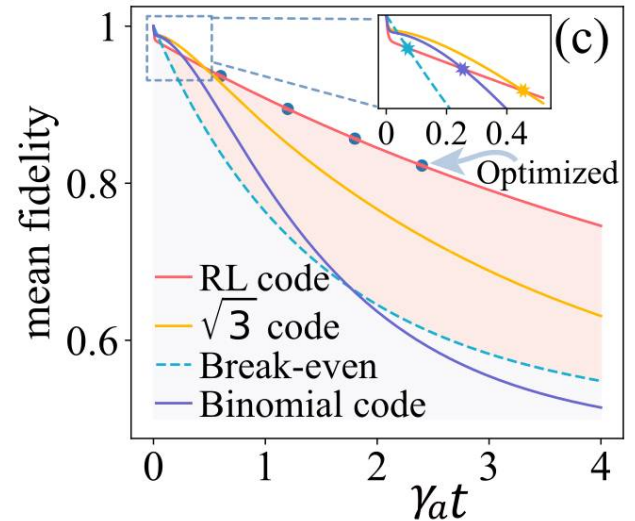 (c)
1
0.8
0.6
mean fidelity
0 0.2 0.4
Optimized
RL code
√3 code
Break-even
Binomial code
0 1 2 3 4
γₐt